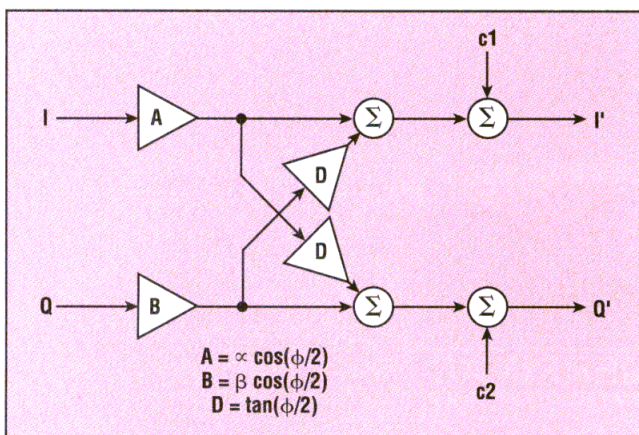 c1
I
A
Σ
Σ
I'
D
D
Q
B
Σ
Σ
Q'
A = ∝ cos(ϕ/2)
B = β cos(ϕ/2)
D = tan(ϕ/2)
c2